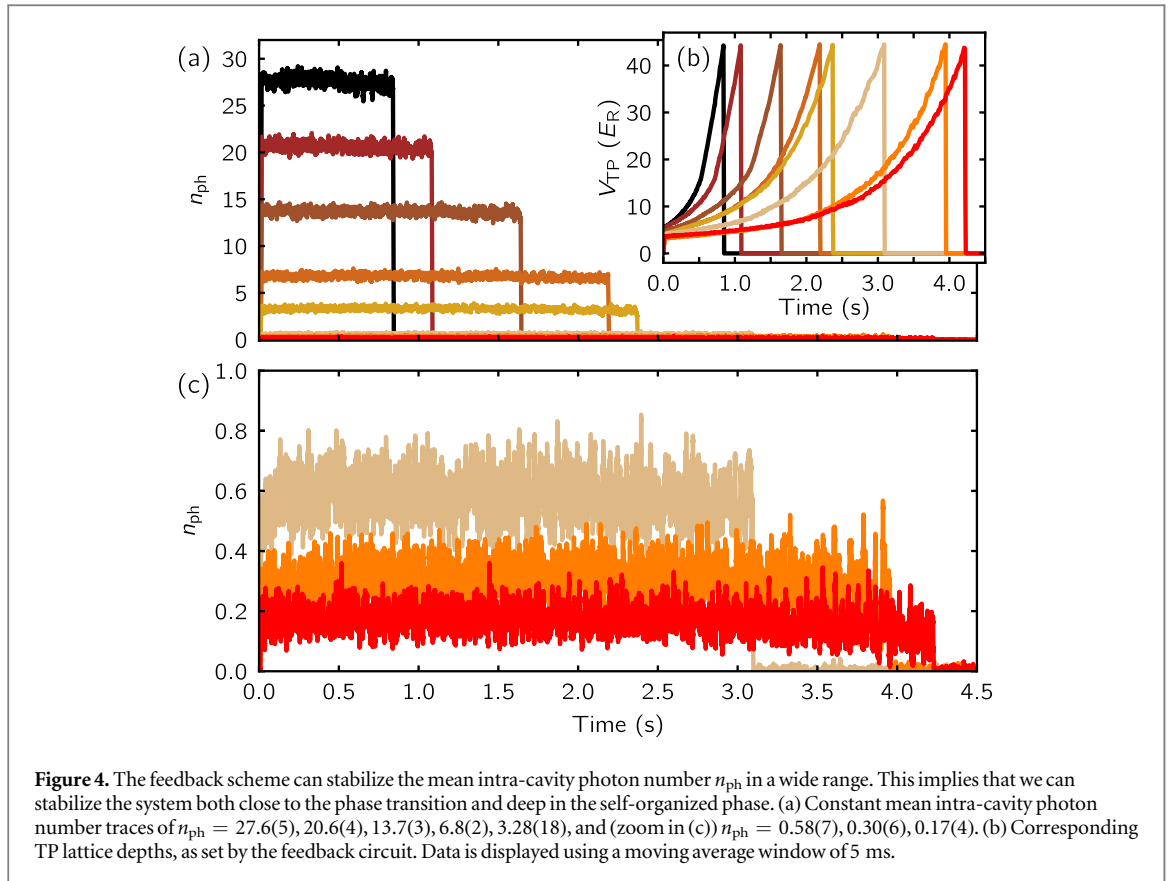 (a)
30
25
20
15
10
5
0
n_ph
(b)
40
30
20
10
0
V_TP (E_R)
0.0 1.0 2.0 3.0 4.0
Time (s)
(c)
1.0
0.8
0.6
0.4
0.2
0.0
n_ph
0.0 0.5 1.0 1.5 2.0 2.5 3.0 3.5 4.0 4.5
Time (s)
Figure 4. The feedback scheme can stabilize the mean intra-cavity photon number n_ph in a wide range. This implies that we can
stabilize the system both close to the phase transition and deep in the self-organized phase. (a) Constant mean intra-cavity photon
number traces of n_ph = 27.6(5), 20.6(4), 13.7(3), 6.8(2), 3.28(18), and (zoom in (c)) n_ph = 0.58(7), 0.30(6), 0.17(4). (b) Corresponding
TP lattice depths, as set by the feedback circuit. Data is displayed using a moving average window of 5 ms.